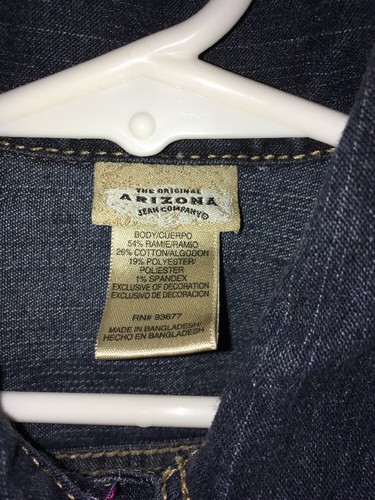 THE ORIGINAL
ARIZONA
JEAN COMPANY®
BODY/CUERPO
54% RAMIE/RAMIO
26% COTTON/ALGODON
19% POLYESTER/
POLIESTER
1% SPANDEX
EXCLUSIVE OF DECORATION
EXCLUSIVO DE DECORACION
RN# 93677
MADE IN BANGLADESH/
HECHO EN BANGLADESH